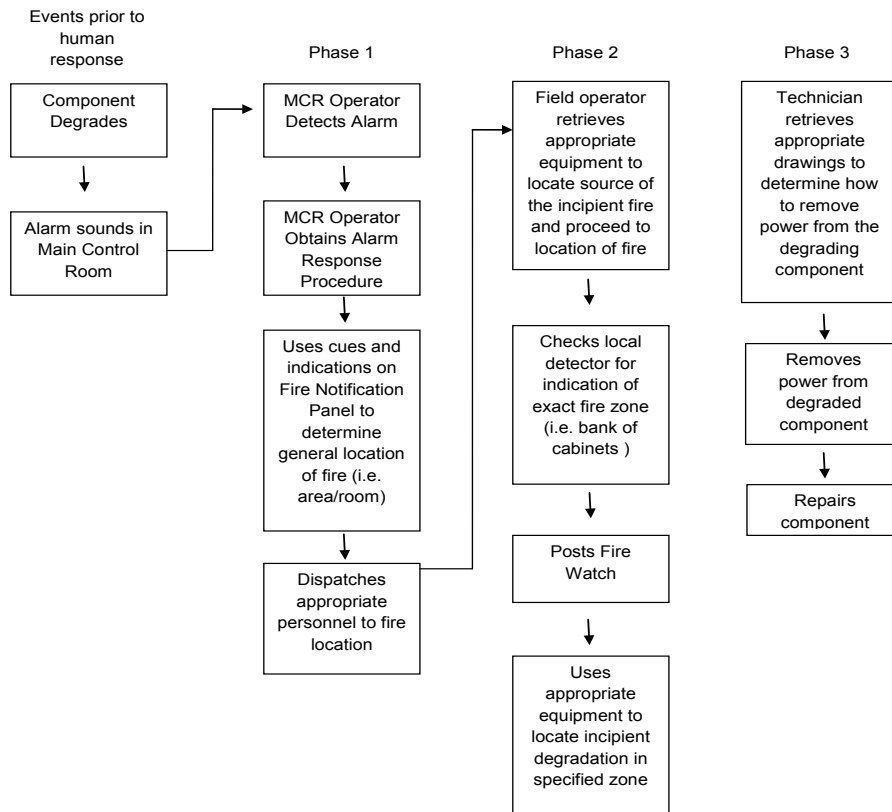 Events prior to
human
response
Component
Degrades
Alarm sounds in
Main Control
Room
Phase 1
MCR Operator
Detects Alarm
MCR Operator
Obtains Alarm
Response
Procedure
Uses cues and
indications on
Fire Notification
Panel to
determine
general location
of fire (i.e.
area/room)
Dispatches
appropriate
personnel to fire
location
Phase 2
Field operator
retrieves
appropriate
equipment to
locate source of
the incipient fire
and proceed to
location of fire
Checks local
detector for
indication of
exact fire zone
(i.e. bank of
cabinets )
Posts Fire
Watch
Uses
appropriate
equipment to
locate incipient
degradation in
specified zone
Phase 3
Technician
retrieves
appropriate
drawings to
determine how
to remove
power from the
degrading
component
Removes
power from
degraded
component
Repairs
component